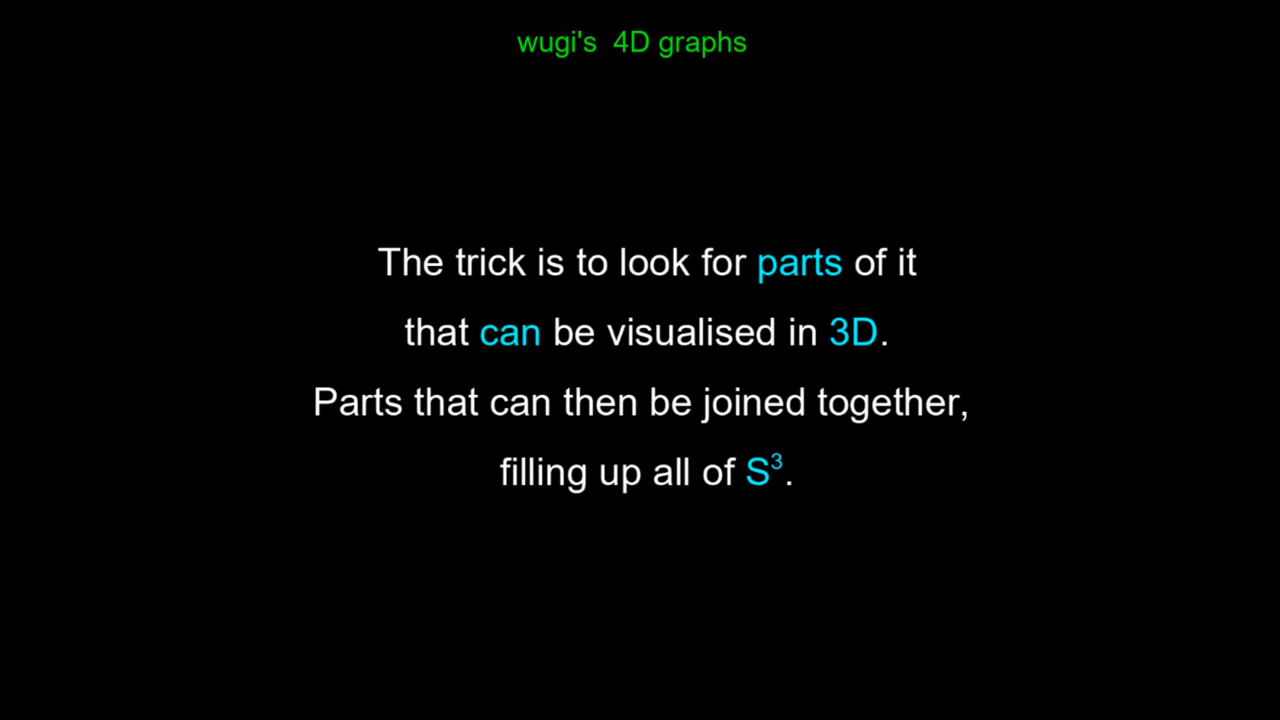 wugi's 4D graphs
The trick is to look for parts of it
that can be visualised in 3D.
Parts that can then be joined together,
filling up all of S³.